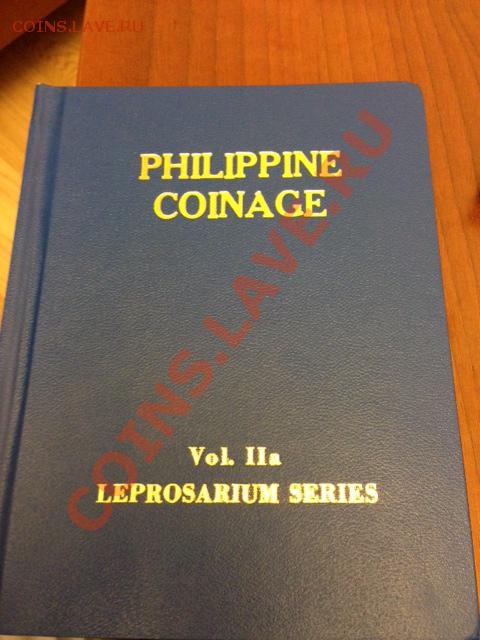 COINS.LAVE.RU
PHILIPPINE
COINAGE
COINS.LAVE.RU
Vol. IIa
LEPROSARIUM SERIES